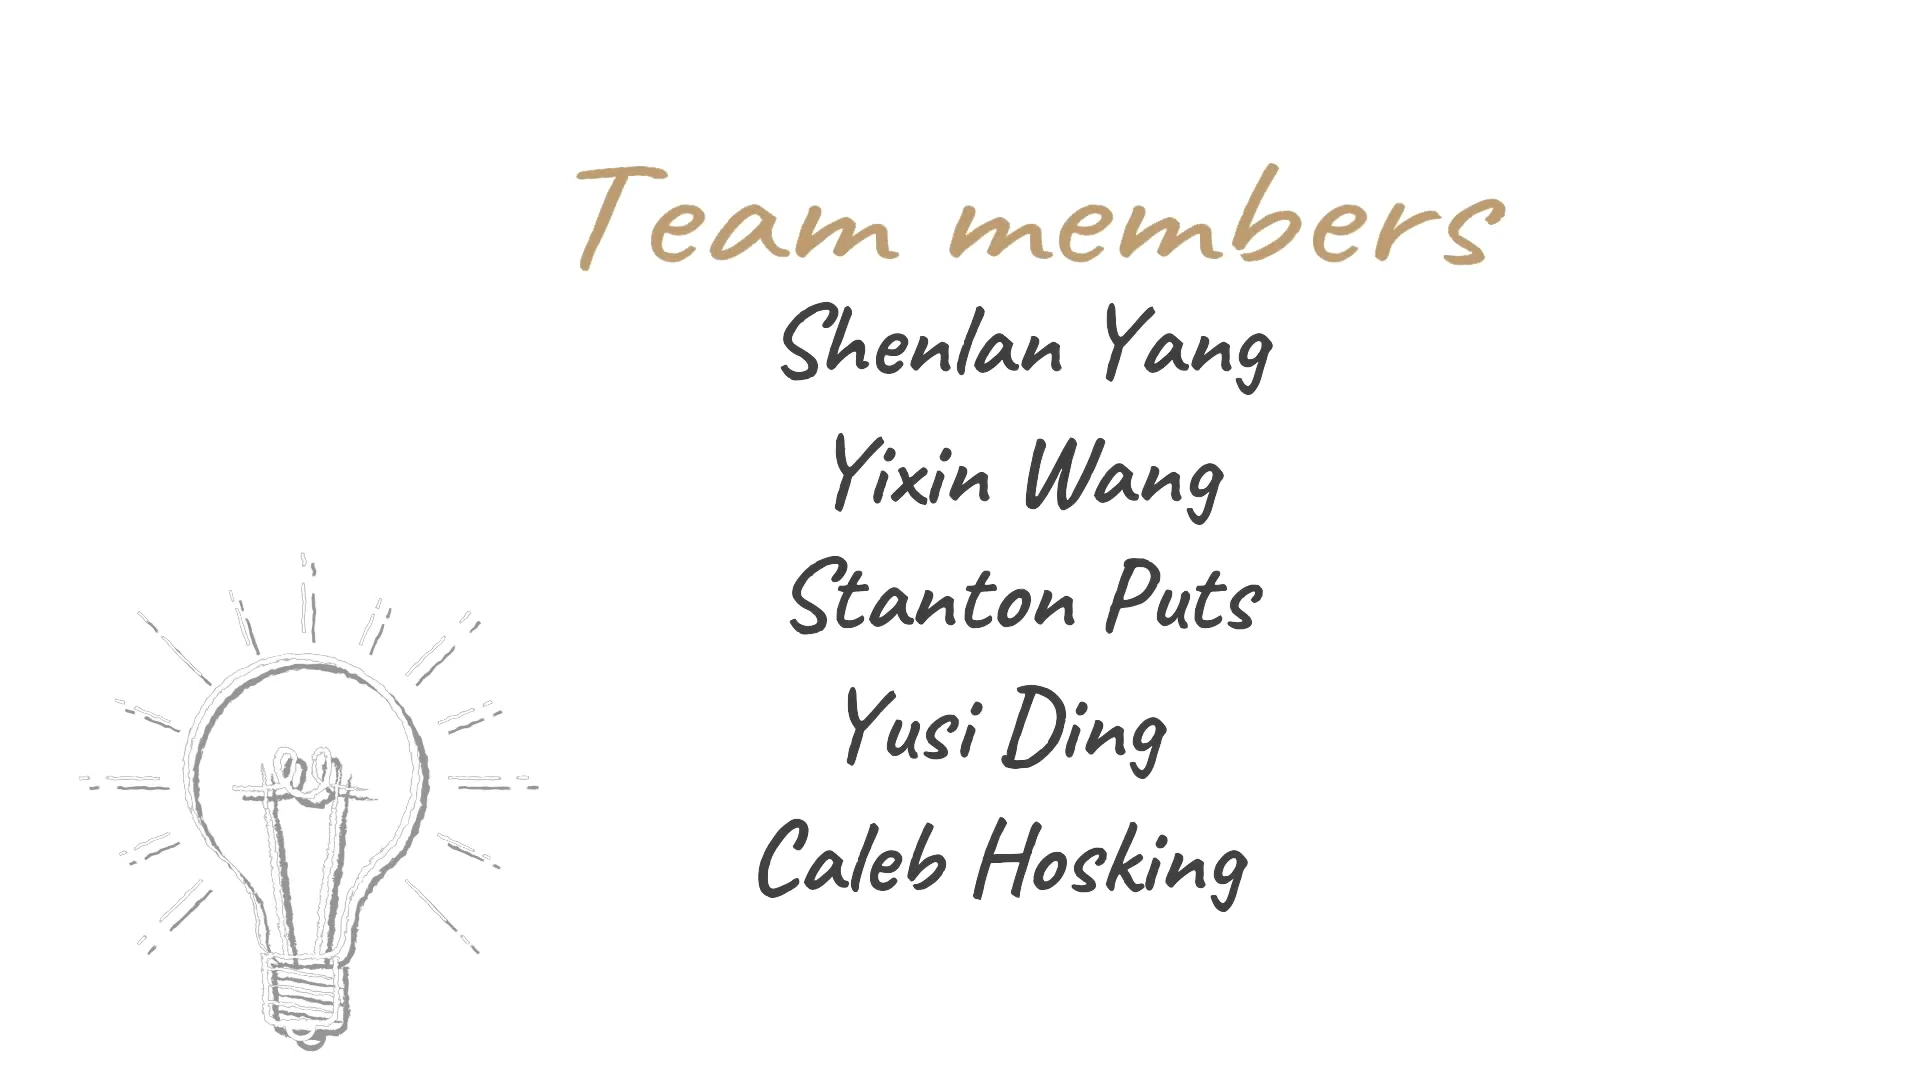 Team members
Shenlan Yang
Yixin Wang
Stanton Puts
Yusi Ding
Caleb Hosking